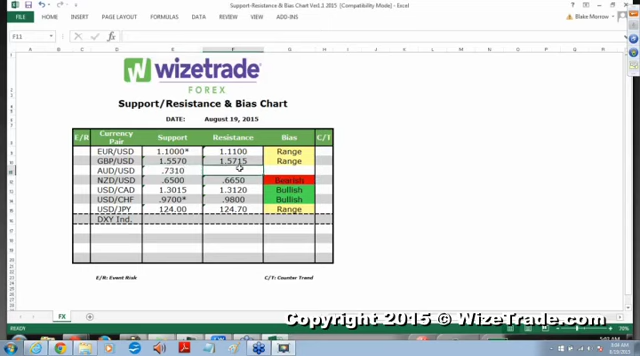 Support-Resistance & Bias Chart Ver1.1 2015 [Compatibility Mode] - Excel
FILE HOME INSERT PAGE LAYOUT FORMULAS DATA REVIEW VIEW ADD-INS
Blake Morrow
F11
wizetrade
FOREX
Support/Resistance & Bias Chart
DATE: August 19, 2015
E/R Currency Pair Support Resistance Bias C/T
EUR/USD 1.1000* 1.1100 Range
GBP/USD 1.5570 1.5715 Range
AUD/USD .7310
NZD/USD .6500 .6650 Bearish
USD/CAD 1.3015 1.3120 Bullish
USD/CHF .9700* .9800 Bullish
USD/JPY 124.00 124.70 Range
DXY Ind.
E/R: Event Risk C/T: Counter Trend
FX
Copyright 2015 © WizeTrade.com
READY 70%